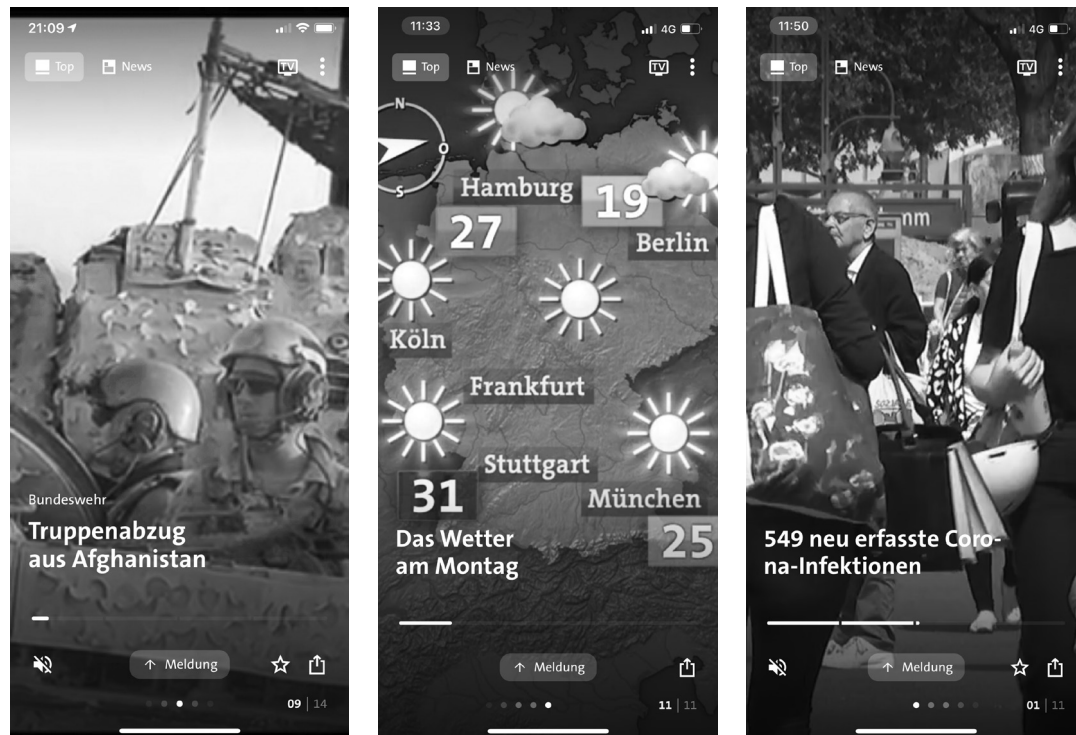 21:09
Top
News
TV
Bundeswehr
Truppenabzug
aus Afghanistan
Meldung
09 | 14
11:33
4G
Top
News
TV
N
O
S
Hamburg
19
27
Berlin
Köln
Frankfurt
Stuttgart
31
München
25
Das Wetter
am Montag
Meldung
11 | 11
11:50
4G
Top
News
TV
nm
549 neu erfasste Coro-
na-Infektionen
Meldung
01 | 11